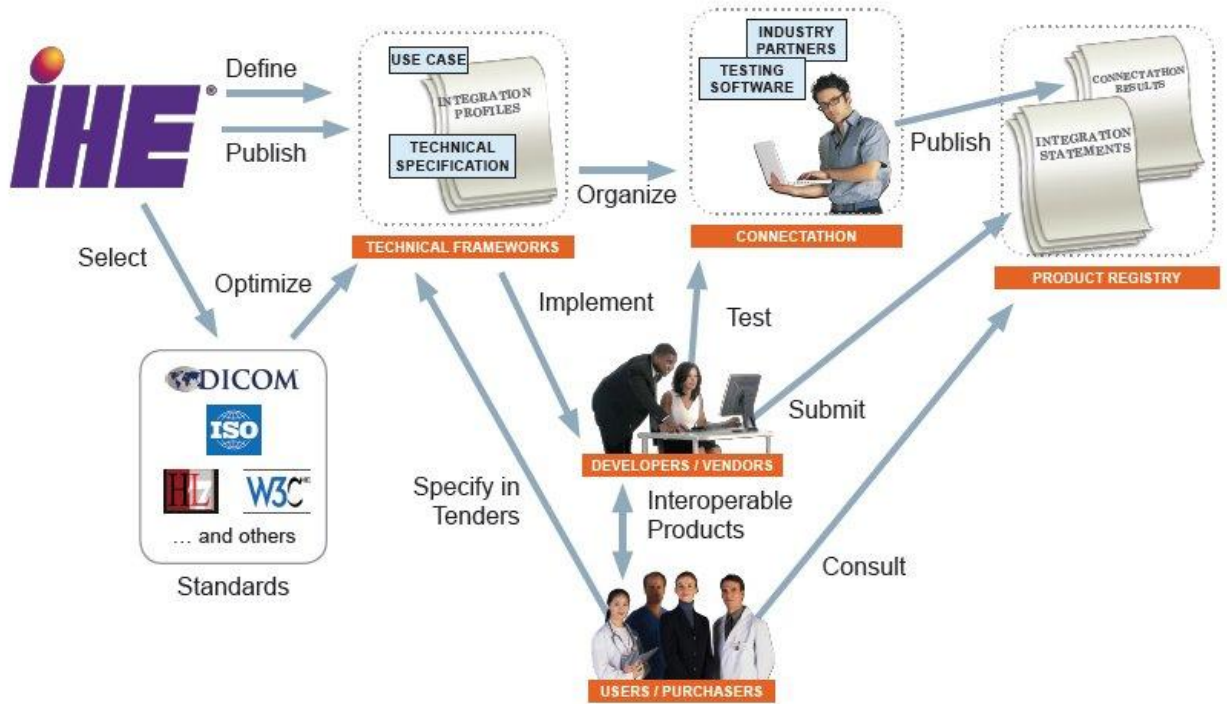 iHE®
Define
Publish
USE CASE
INTEGRATION
PROFILES
TECHNICAL
SPECIFICATION
TECHNICAL FRAMEWORKS
Organize
INDUSTRY
PARTNERS
TESTING
SOFTWARE
CONNECTATHON
Publish
CONNECTATHON
RESULTS
INTEGRATION
STATEMENTS
PRODUCT REGISTRY
Select
Optimize
Implement
Test
Submit
DICOM
ISO
HL7
W3C
... and others
Standards
DEVELOPERS / VENDORS
Specify in
Tenders
Interoperable
Products
Consult
USERS / PURCHASERS